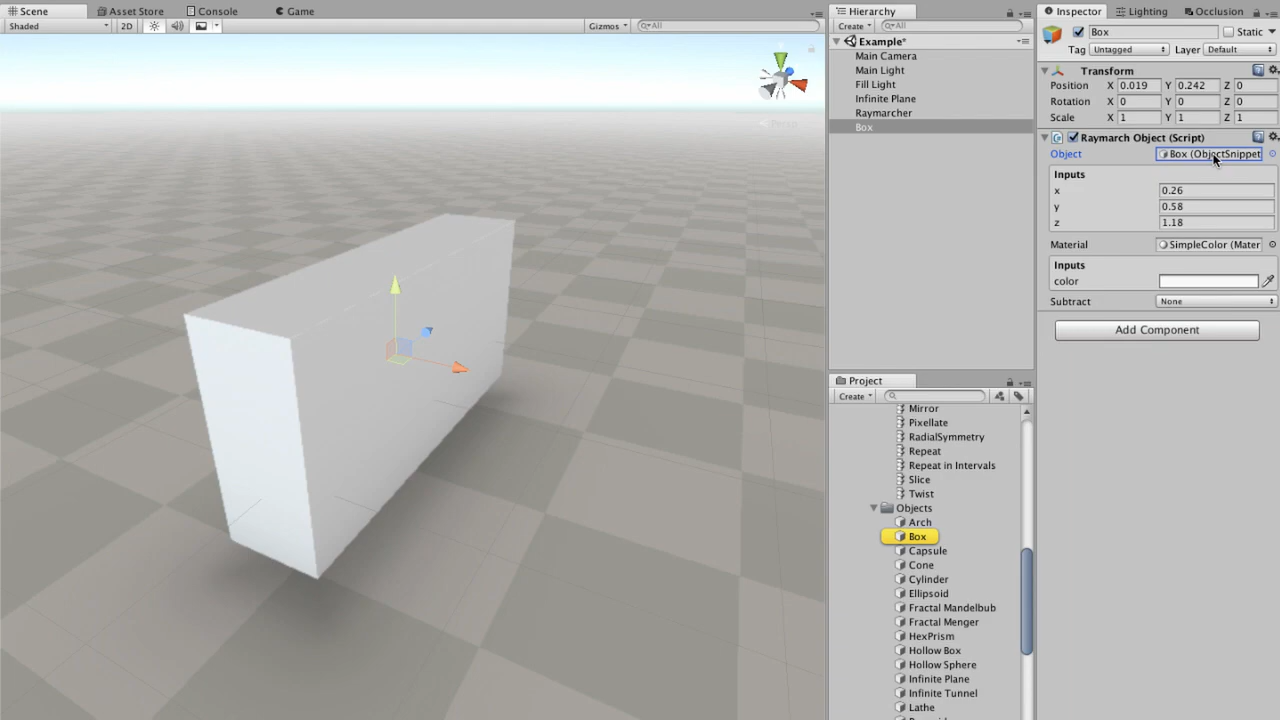 Scene
Asset Store
Console
Game
Shaded
2D
Gizmos
All
Persp
Hierarchy
Create
All
Example*
Main Camera
Main Light
Fill Light
Infinite Plane
Raymarcher
Box
Project
Create
Mirror
Pixellate
RadialSymmetry
Repeat
Repeat in Intervals
Slice
Twist
Objects
Arch
Box
Capsule
Cone
Cylinder
Ellipsoid
Fractal Mandelbub
Fractal Menger
HexPrism
Hollow Box
Hollow Sphere
Infinite Plane
Infinite Tunnel
Lathe
Inspector
Lighting
Occlusion
Box
Static
Tag Untagged Layer Default
Transform
Position X 0.019 Y 0.242 Z 0
Rotation X 0 Y 0 Z 0
Scale X 1 Y 1 Z 1
Raymarch Object (Script)
Object Box (ObjectSnippet
Inputs
x 0.26
y 0.58
z 1.18
Material SimpleColor (Mater
Inputs
color
Subtract None
Add Component